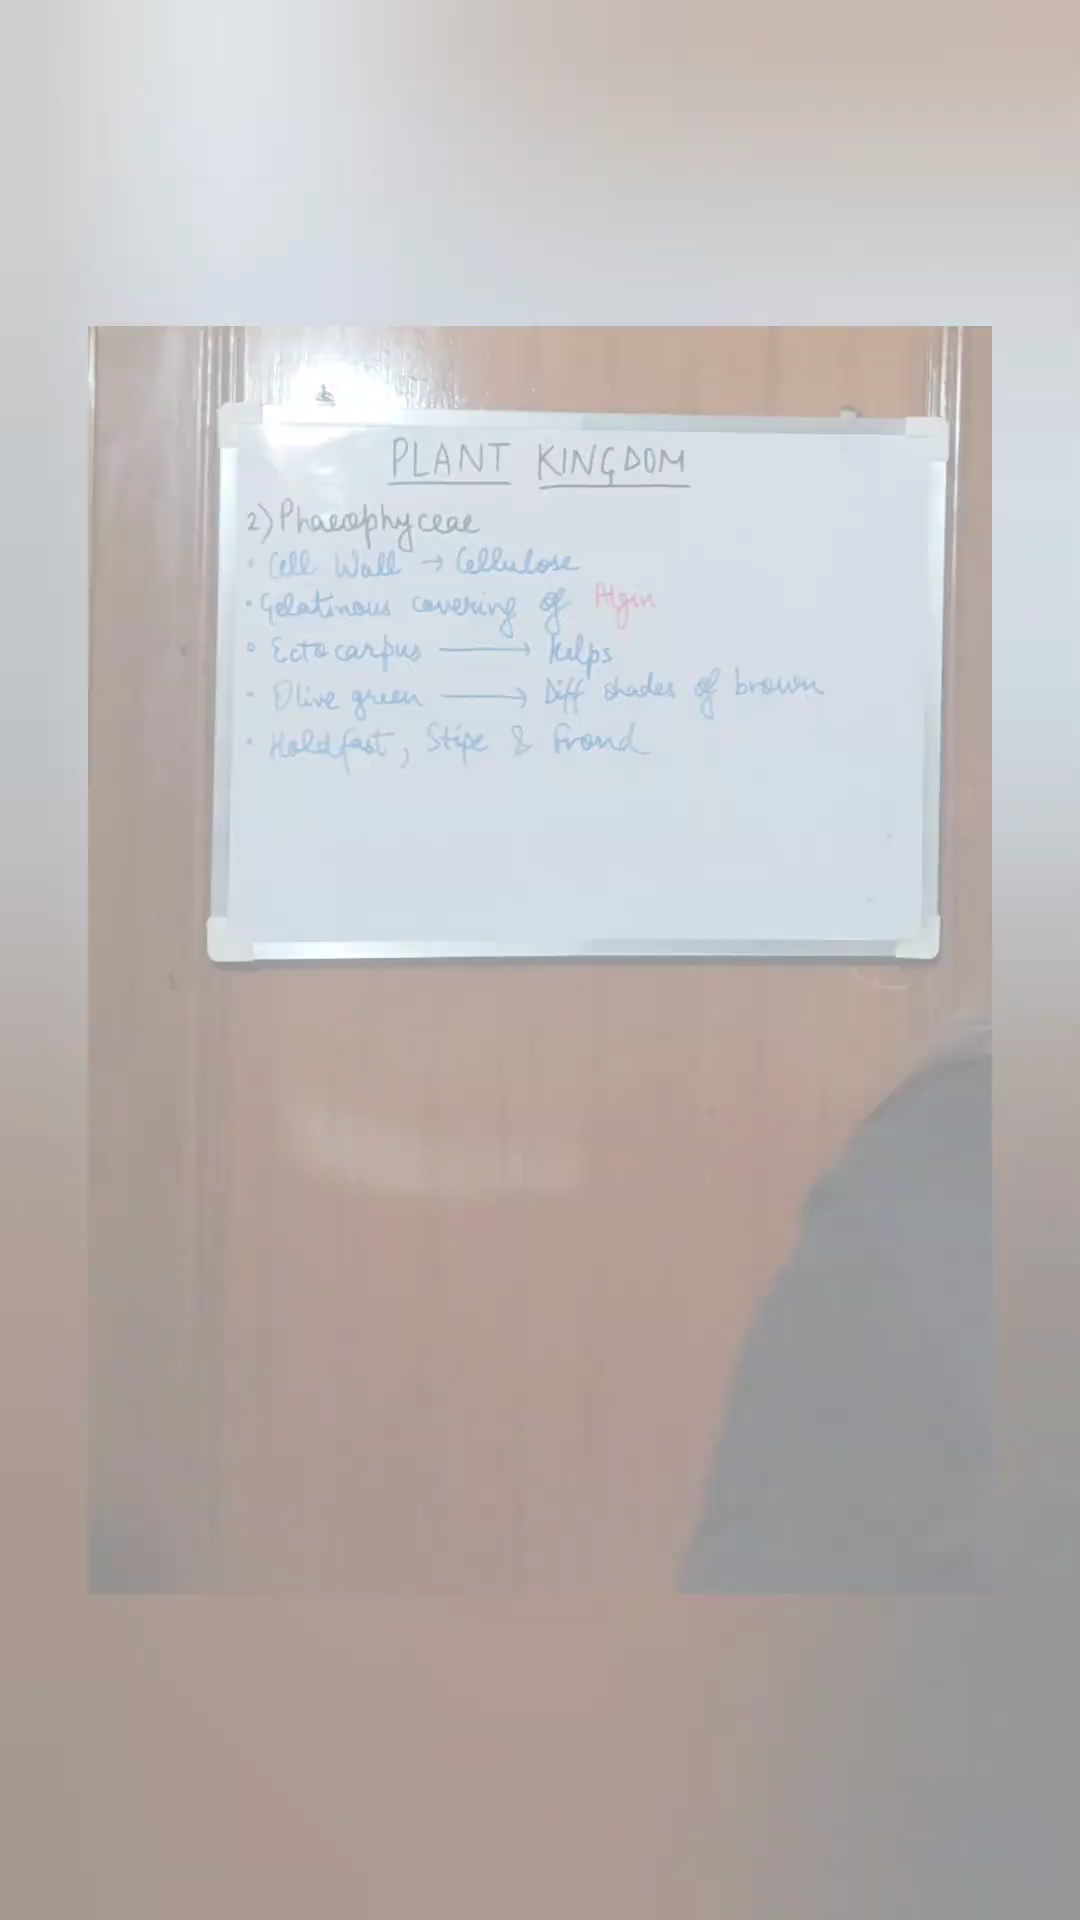 PLANT KINGDOM
2) Phaeophyceae
• Cell Wall → Cellulose
• Gelatinous covering of Algin
• Ectocarpus → kelps
• Olive green → Diff shades of brown
• Holdfast, Stipe & Frond